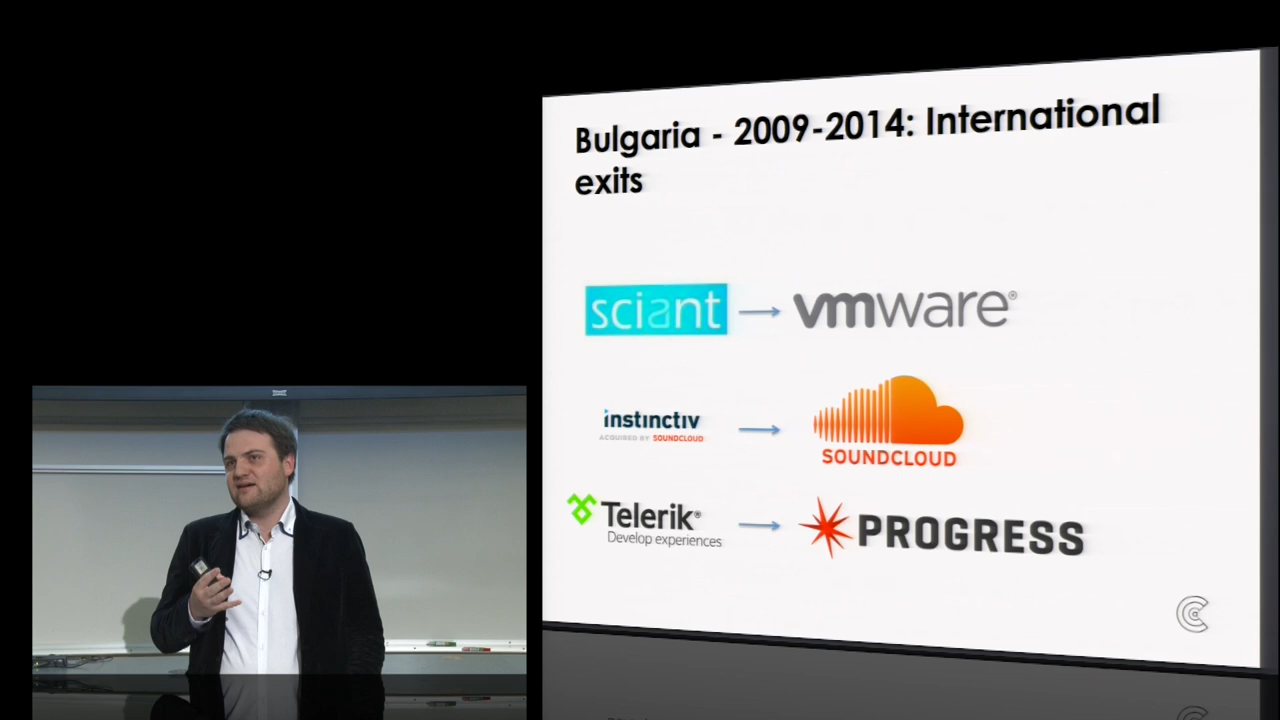 Bulgaria - 2009-2014: International
exits
sciant
vmware®
instinctiv
ACQUIRED BY SOUNDCLOUD
SOUNDCLOUD
Telerik®
Develop experiences
PROGRESS